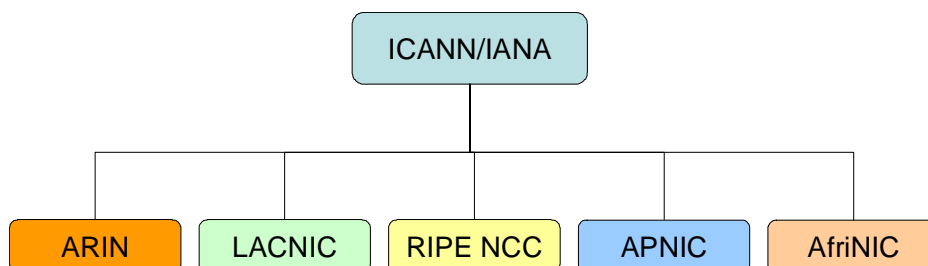 ICANN/IANA
ARIN
LACNIC
RIPE NCC
APNIC
AfriNIC